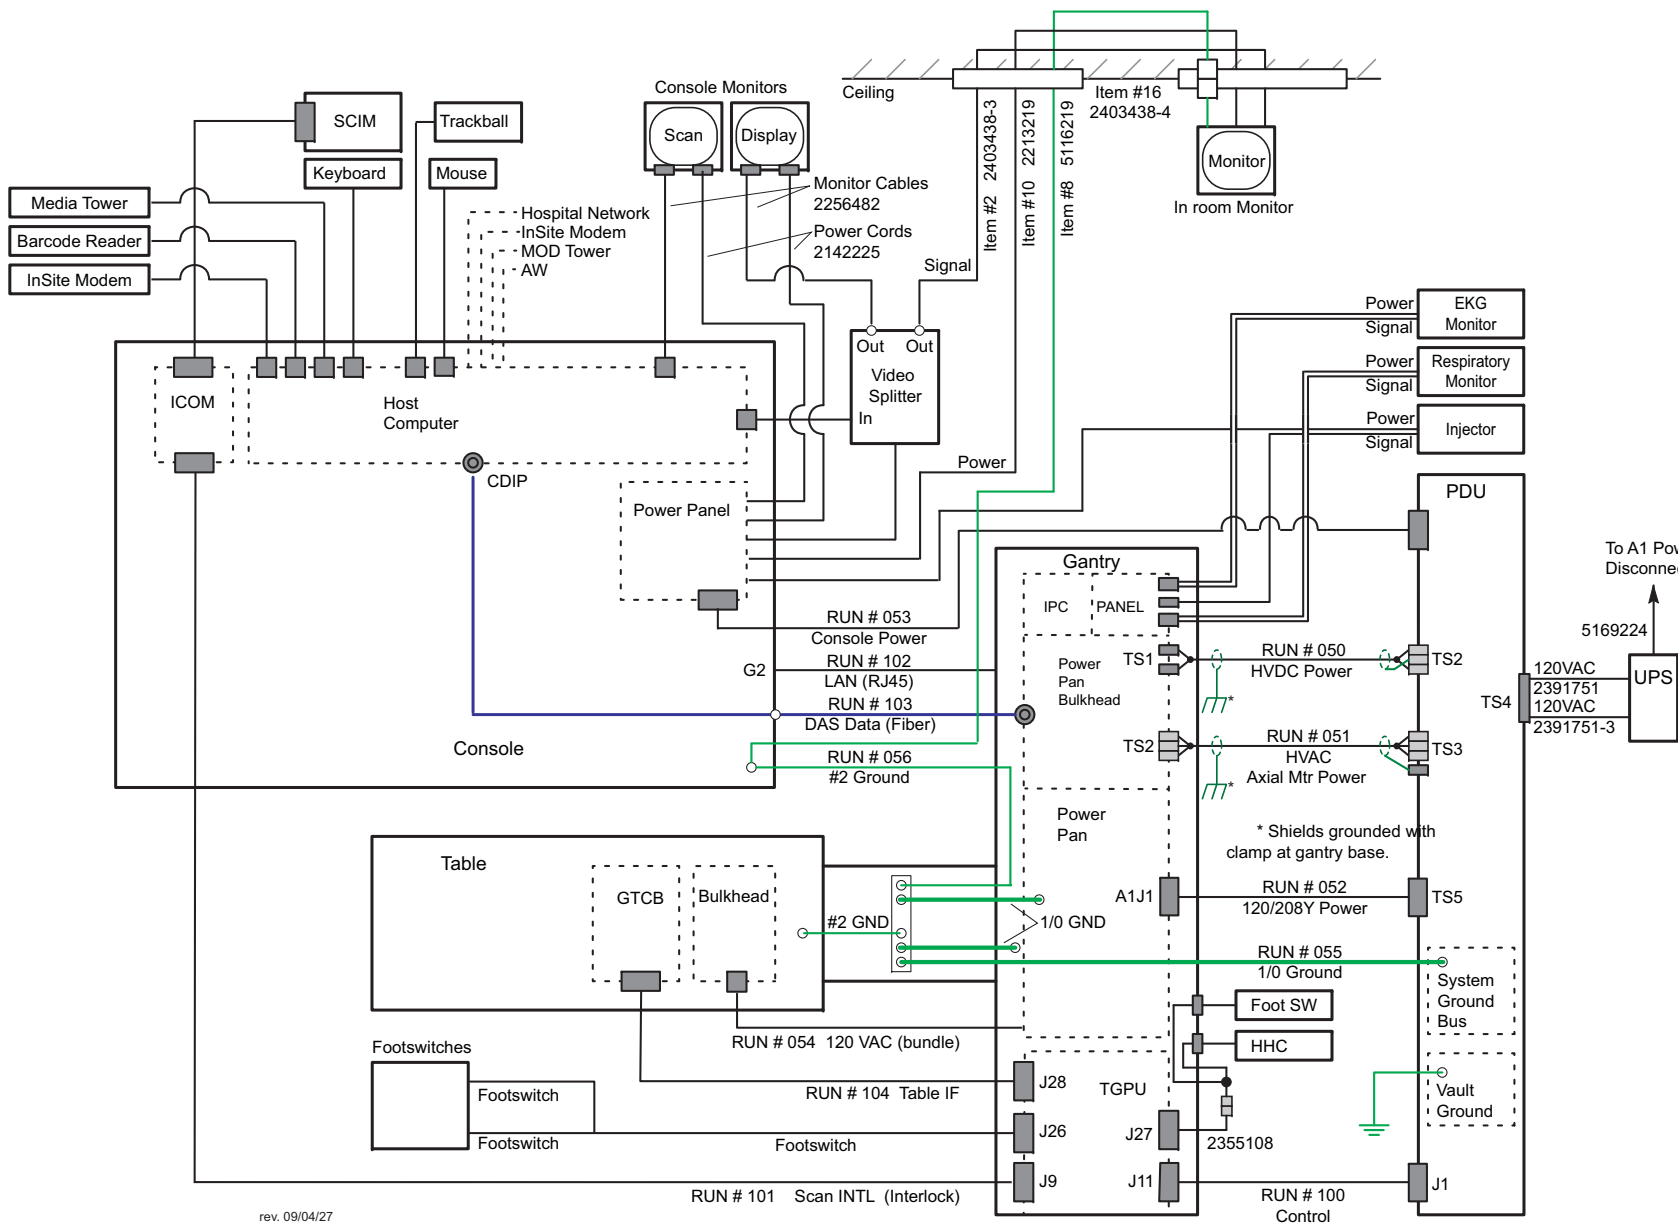 Console Monitors
Ceiling
Item #16
2403438-4
Item #2 2403438-3
Item #10 2213219
Item #8 5116219
SCIM
Trackball
Scan
Display
Keyboard
Mouse
Monitor
In room Monitor
Media Tower
Barcode Reader
InSite Modem
Hospital Network
InSite Modem
MOD Tower
AW
Monitor Cables
2256482
Power Cords
2142225
Signal
Power
Signal
EKG
Monitor
Power
Signal
Respiratory
Monitor
Power
Signal
Injector
Out
Out
Video
Splitter
In
ICOM
Host
Computer
CDIP
Power
Power Panel
PDU
To A1 Pow
Disconnec
Gantry
IPC
PANEL
RUN # 053
Console Power
5169224
G2
RUN # 102
LAN (RJ45)
TS1
Power
Pan
Bulkhead
RUN # 050
HVDC Power
*
TS2
120VAC
2391751
120VAC
2391751-3
UPS
TS4
RUN # 103
DAS Data (Fiber)
Console
TS2
RUN # 051
HVAC
Axial Mtr Power
*
TS3
RUN # 056
#2 Ground
Power
Pan
* Shields grounded with
clamp at gantry base.
Table
GTCB
Bulkhead
#2 GND
1/0 GND
A1J1
RUN # 052
120/208Y Power
TS5
RUN # 055
1/0 Ground
System
Ground
Bus
Foot SW
HHC
RUN # 054 120 VAC (bundle)
Footswitches
Footswitch
Footswitch
Footswitch
RUN # 104 Table IF
J28
TGPU
J26
J27
2355108
Vault
Ground
RUN # 101 Scan INTL (Interlock)
J9
J11
RUN # 100
Control
J1
rev. 09/04/27